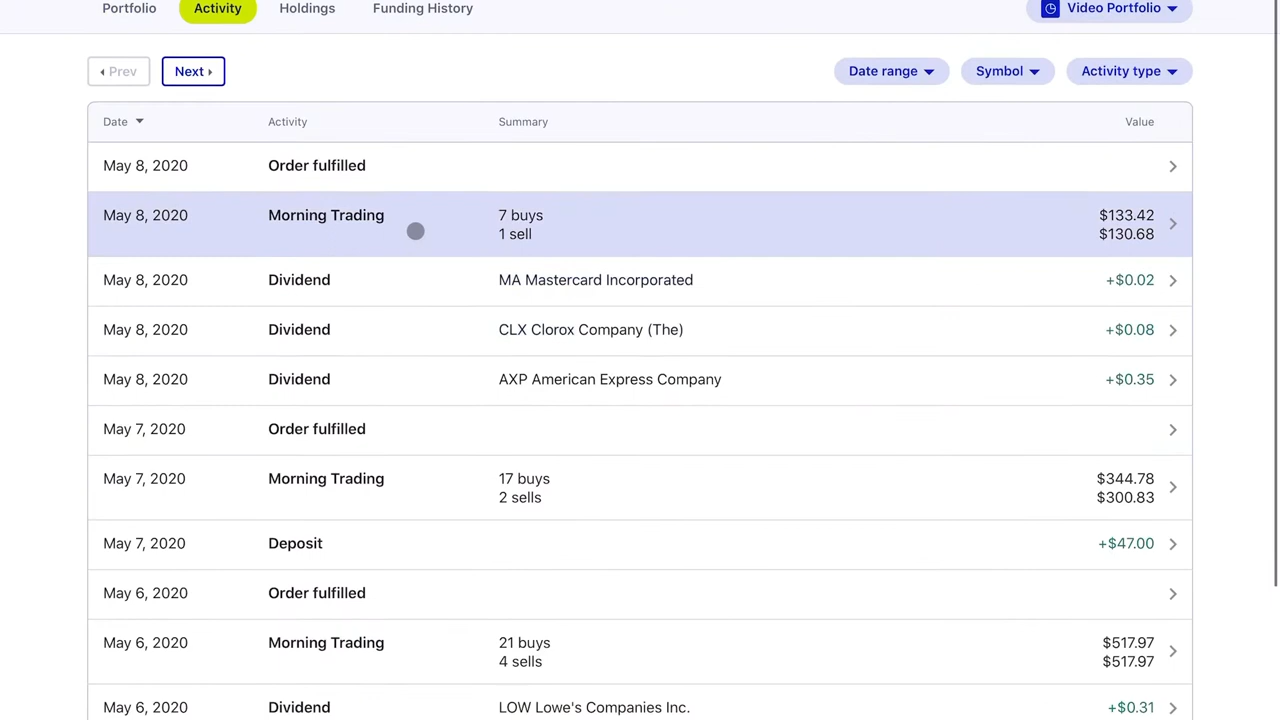 Portfolio Activity Holdings Funding History Video Portfolio
Prev Next Date range Symbol Activity type
Date Activity Summary Value
May 8, 2020 Order fulfilled
May 8, 2020 Morning Trading 7 buys $133.42
1 sell $130.68
May 8, 2020 Dividend MA Mastercard Incorporated +$0.02
May 8, 2020 Dividend CLX Clorox Company (The) +$0.08
May 8, 2020 Dividend AXP American Express Company +$0.35
May 7, 2020 Order fulfilled
May 7, 2020 Morning Trading 17 buys $344.78
2 sells $300.83
May 7, 2020 Deposit +$47.00
May 6, 2020 Order fulfilled
May 6, 2020 Morning Trading 21 buys $517.97
4 sells $517.97
May 6, 2020 Dividend LOW Lowe's Companies Inc. +$0.31